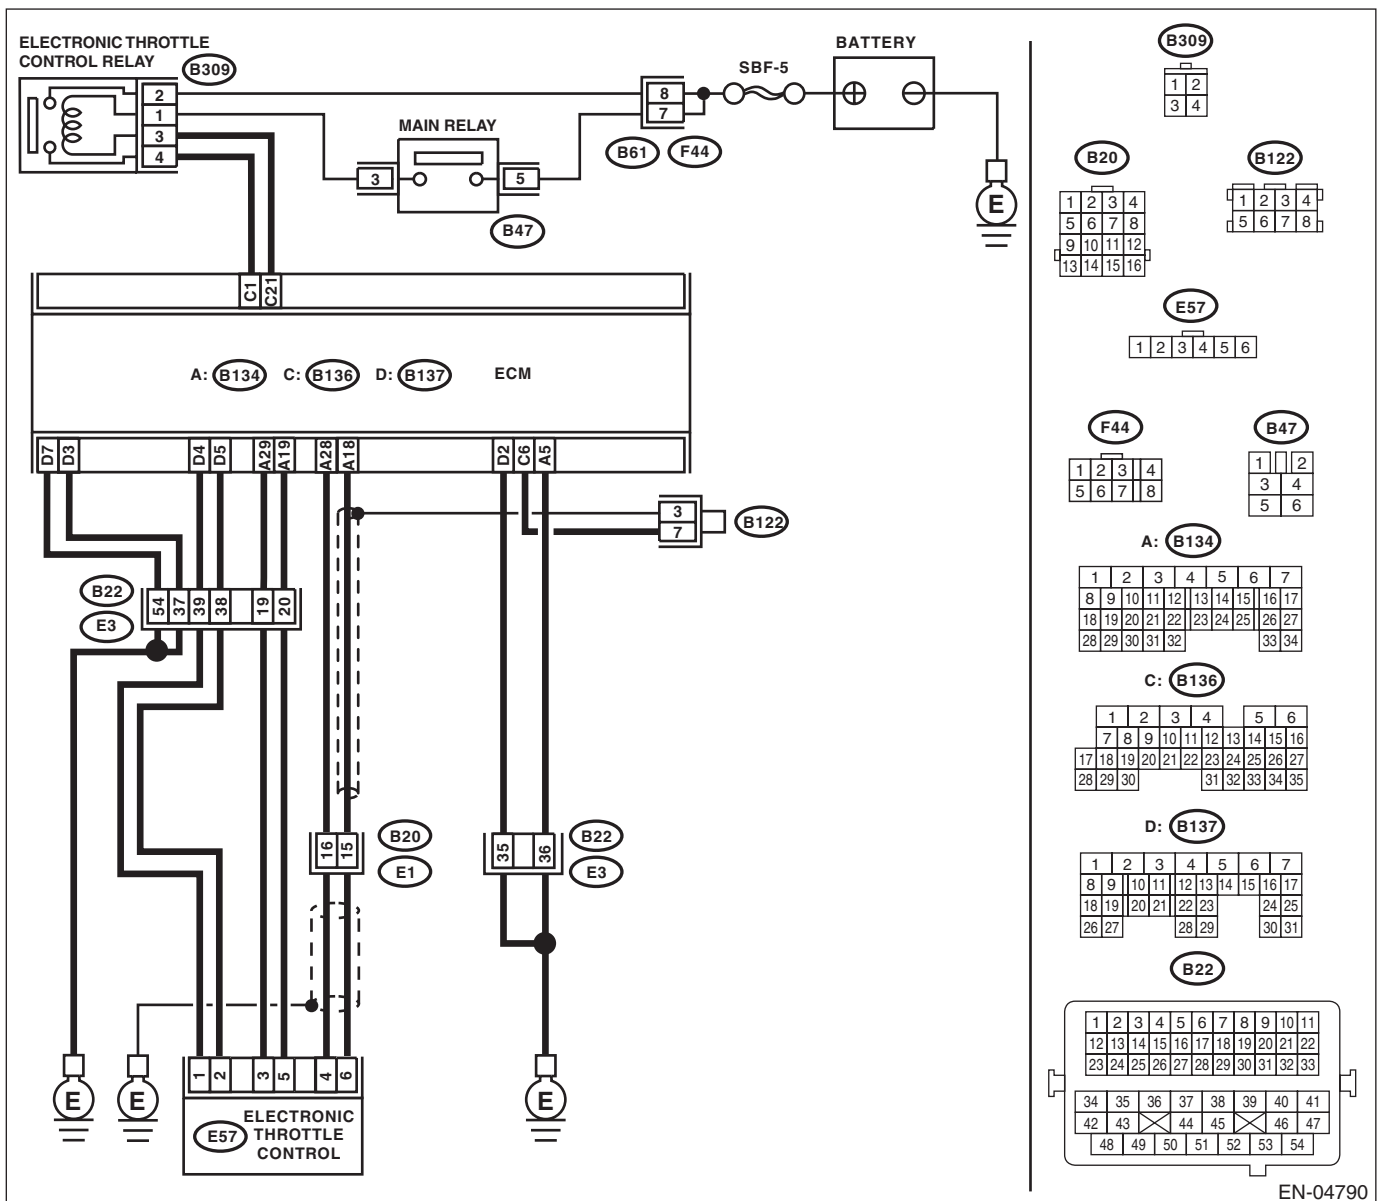 ELECTRONIC THROTTLE
CONTROL RELAY
B309
2
1
3
4
MAIN RELAY
3
5
B47
8
7
B61
F44
SBF-5
BATTERY
E
C1
C21
A: B134 C: B136 D: B137 ECM
D7
D3
D4
D5
A29
A19
A28
A18
D2
C6
A5
3
7
B122
B22
E3
54
37
39
38
19
20
16
15
B20
E1
35
36
B22
E3
E
E
E
1
2
3
5
4
6
E57
ELECTRONIC
THROTTLE
CONTROL
B309
1 2
3 4
B20
1 2 3 4
5 6 7 8
9 10 11 12
13 14 15 16
B122
1 2 3 4
5 6 7 8
E57
1 2 3 4 5 6
F44
1 2 3 4
5 6 7 8
B47
1 2
3 4
5 6
A: B134
1 2 3 4 5 6 7
8 9 10 11 12 13 14 15 16 17
18 19 20 21 22 23 24 25 26 27
28 29 30 31 32 33 34
C: B136
1 2 3 4 5 6
7 8 9 10 11 12 13 14 15 16
17 18 19 20 21 22 23 24 25 26 27
28 29 30 31 32 33 34 35
D: B137
1 2 3 4 5 6 7
8 9 10 11 12 13 14 15 16 17
18 19 20 21 22 23 24 25
26 27 28 29 30 31
B22
1 2 3 4 5 6 7 8 9 10 11
12 13 14 15 16 17 18 19 20 21 22
23 24 25 26 27 28 29 30 31 32 33
34 35 36 37 38 39 40 41
42 43 44 45 46 47
48 49 50 51 52 53 54
EN-04790